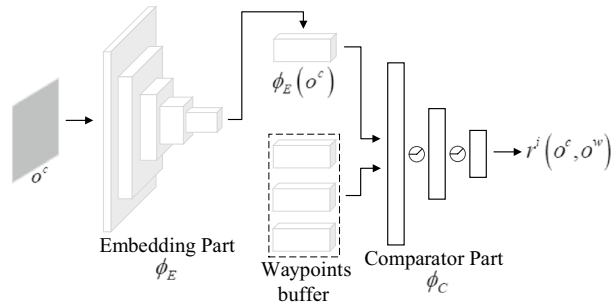 o^c
ϕ_E(o^c)
r^i(o^c, o^w)
Embedding Part
ϕ_E
Waypoints
buffer
Comparator Part
ϕ_C